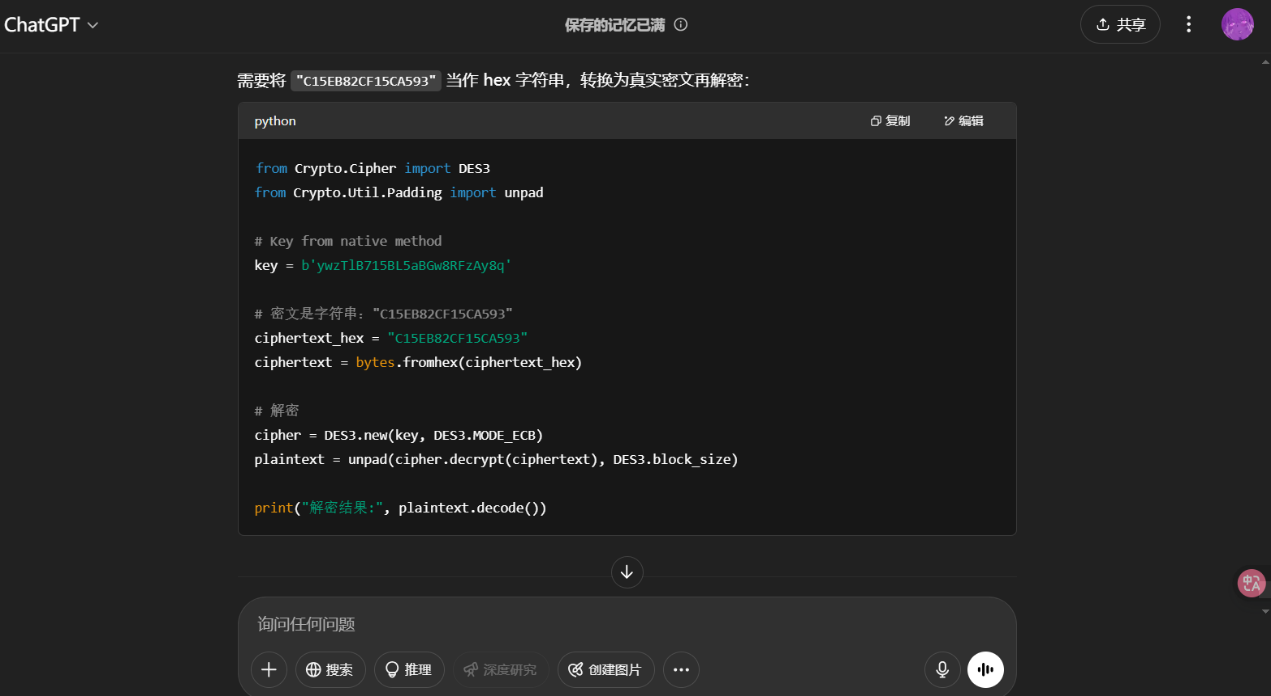 ChatGPT
保存的记忆已满
共享
需要将 "C15EB82CF15CA593" 当作 hex 字符串，转换为真实密文再解密：
python
复制
编辑
from Crypto.Cipher import DES3
from Crypto.Util.Padding import unpad
# Key from native method
key = b'ywzTlB715BL5aBGw8RFzAy8q'
# 密文是字符串："C15EB82CF15CA593"
ciphertext_hex = "C15EB82CF15CA593"
ciphertext = bytes.fromhex(ciphertext_hex)
# 解密
cipher = DES3.new(key, DES3.MODE_ECB)
plaintext = unpad(cipher.decrypt(ciphertext), DES3.block_size)
print("解密结果:", plaintext.decode())
询问任何问题
搜索
推理
深度研究
创建图片
中A